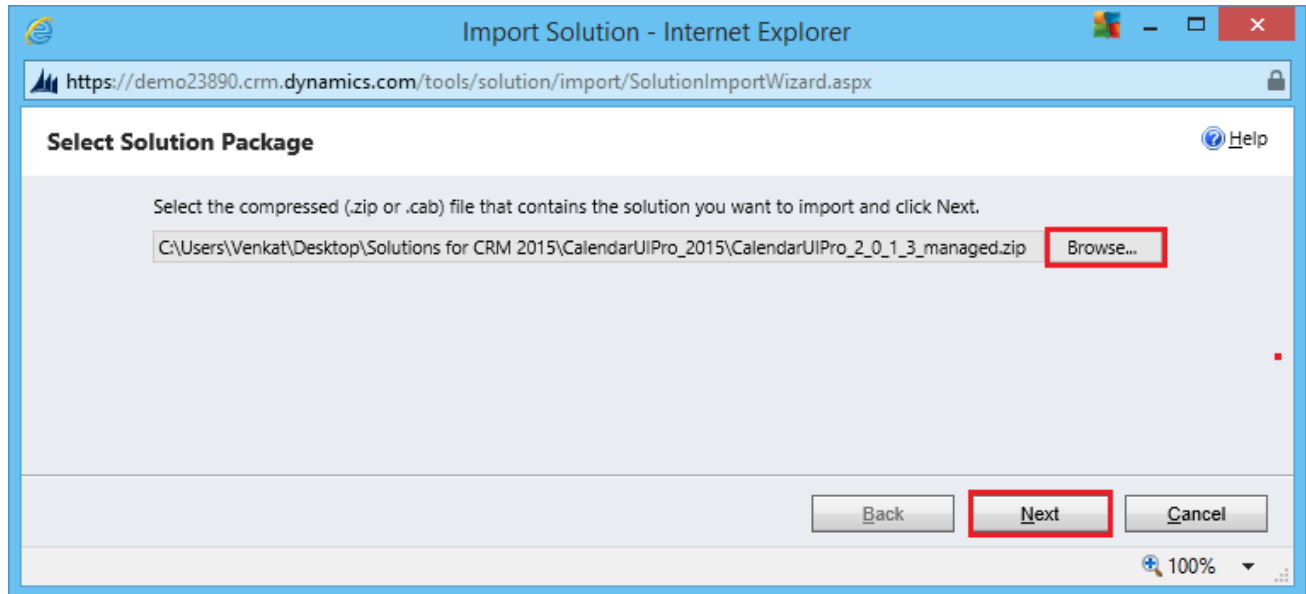 Import Solution - Internet Explorer
https://demo23890.crm.dynamics.com/tools/solution/import/SolutionImportWizard.aspx
Select Solution Package
Help
Select the compressed (.zip or .cab) file that contains the solution you want to import and click Next.
C:\Users\Venkat\Desktop\Solutions for CRM 2015\CalendarUIPro_2015\CalendarUIPro_2_0_1_3_managed.zip Browse...
Back Next Cancel
100%